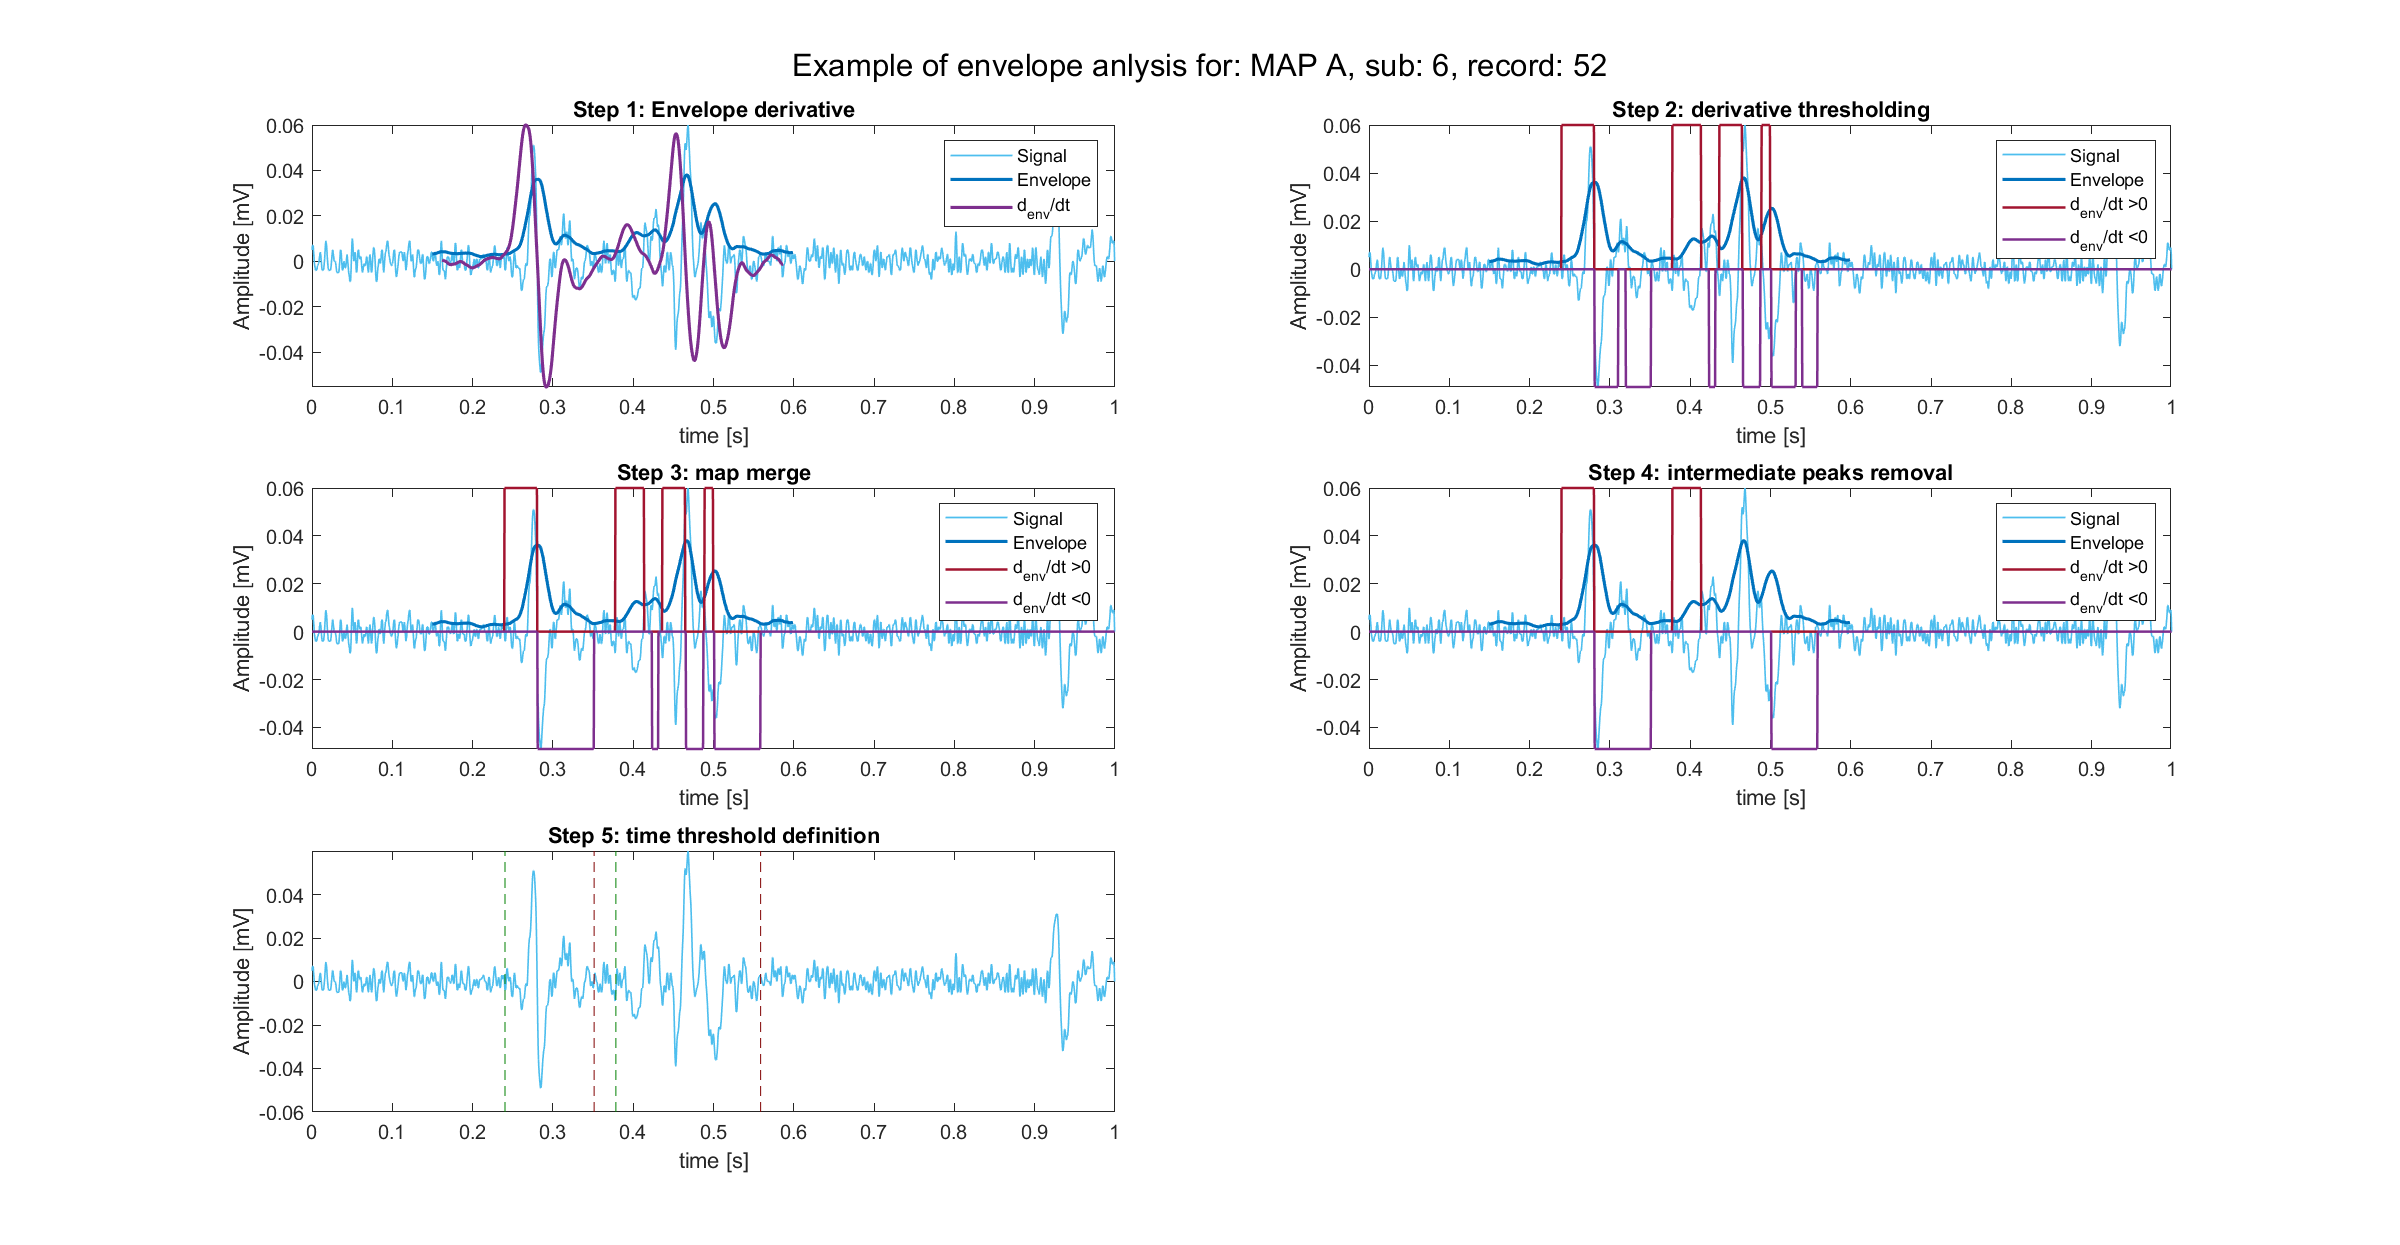 Example of envelope anlysis for: MAP A, sub: 6, record: 52
Step 1: Envelope derivative
0.06
0.04
0.02
0
-0.02
-0.04
Amplitude [mV]
Signal
Envelope
d_env/dt
0 0.1 0.2 0.3 0.4 0.5 0.6 0.7 0.8 0.9 1
time [s]
Step 2: derivative thresholding
0.06
0.04
0.02
0
-0.02
-0.04
Amplitude [mV]
Signal
Envelope
d_env/dt >0
d_env/dt <0
0 0.1 0.2 0.3 0.4 0.5 0.6 0.7 0.8 0.9 1
time [s]
Step 3: map merge
0.06
0.04
0.02
0
-0.02
-0.04
Amplitude [mV]
Signal
Envelope
d_env/dt >0
d_env/dt <0
0 0.1 0.2 0.3 0.4 0.5 0.6 0.7 0.8 0.9 1
time [s]
Step 4: intermediate peaks removal
0.06
0.04
0.02
0
-0.02
-0.04
Amplitude [mV]
Signal
Envelope
d_env/dt >0
d_env/dt <0
0 0.1 0.2 0.3 0.4 0.5 0.6 0.7 0.8 0.9 1
time [s]
Step 5: time threshold definition
0.04
0.02
0
-0.02
-0.04
-0.06
Amplitude [mV]
0 0.1 0.2 0.3 0.4 0.5 0.6 0.7 0.8 0.9 1
time [s]